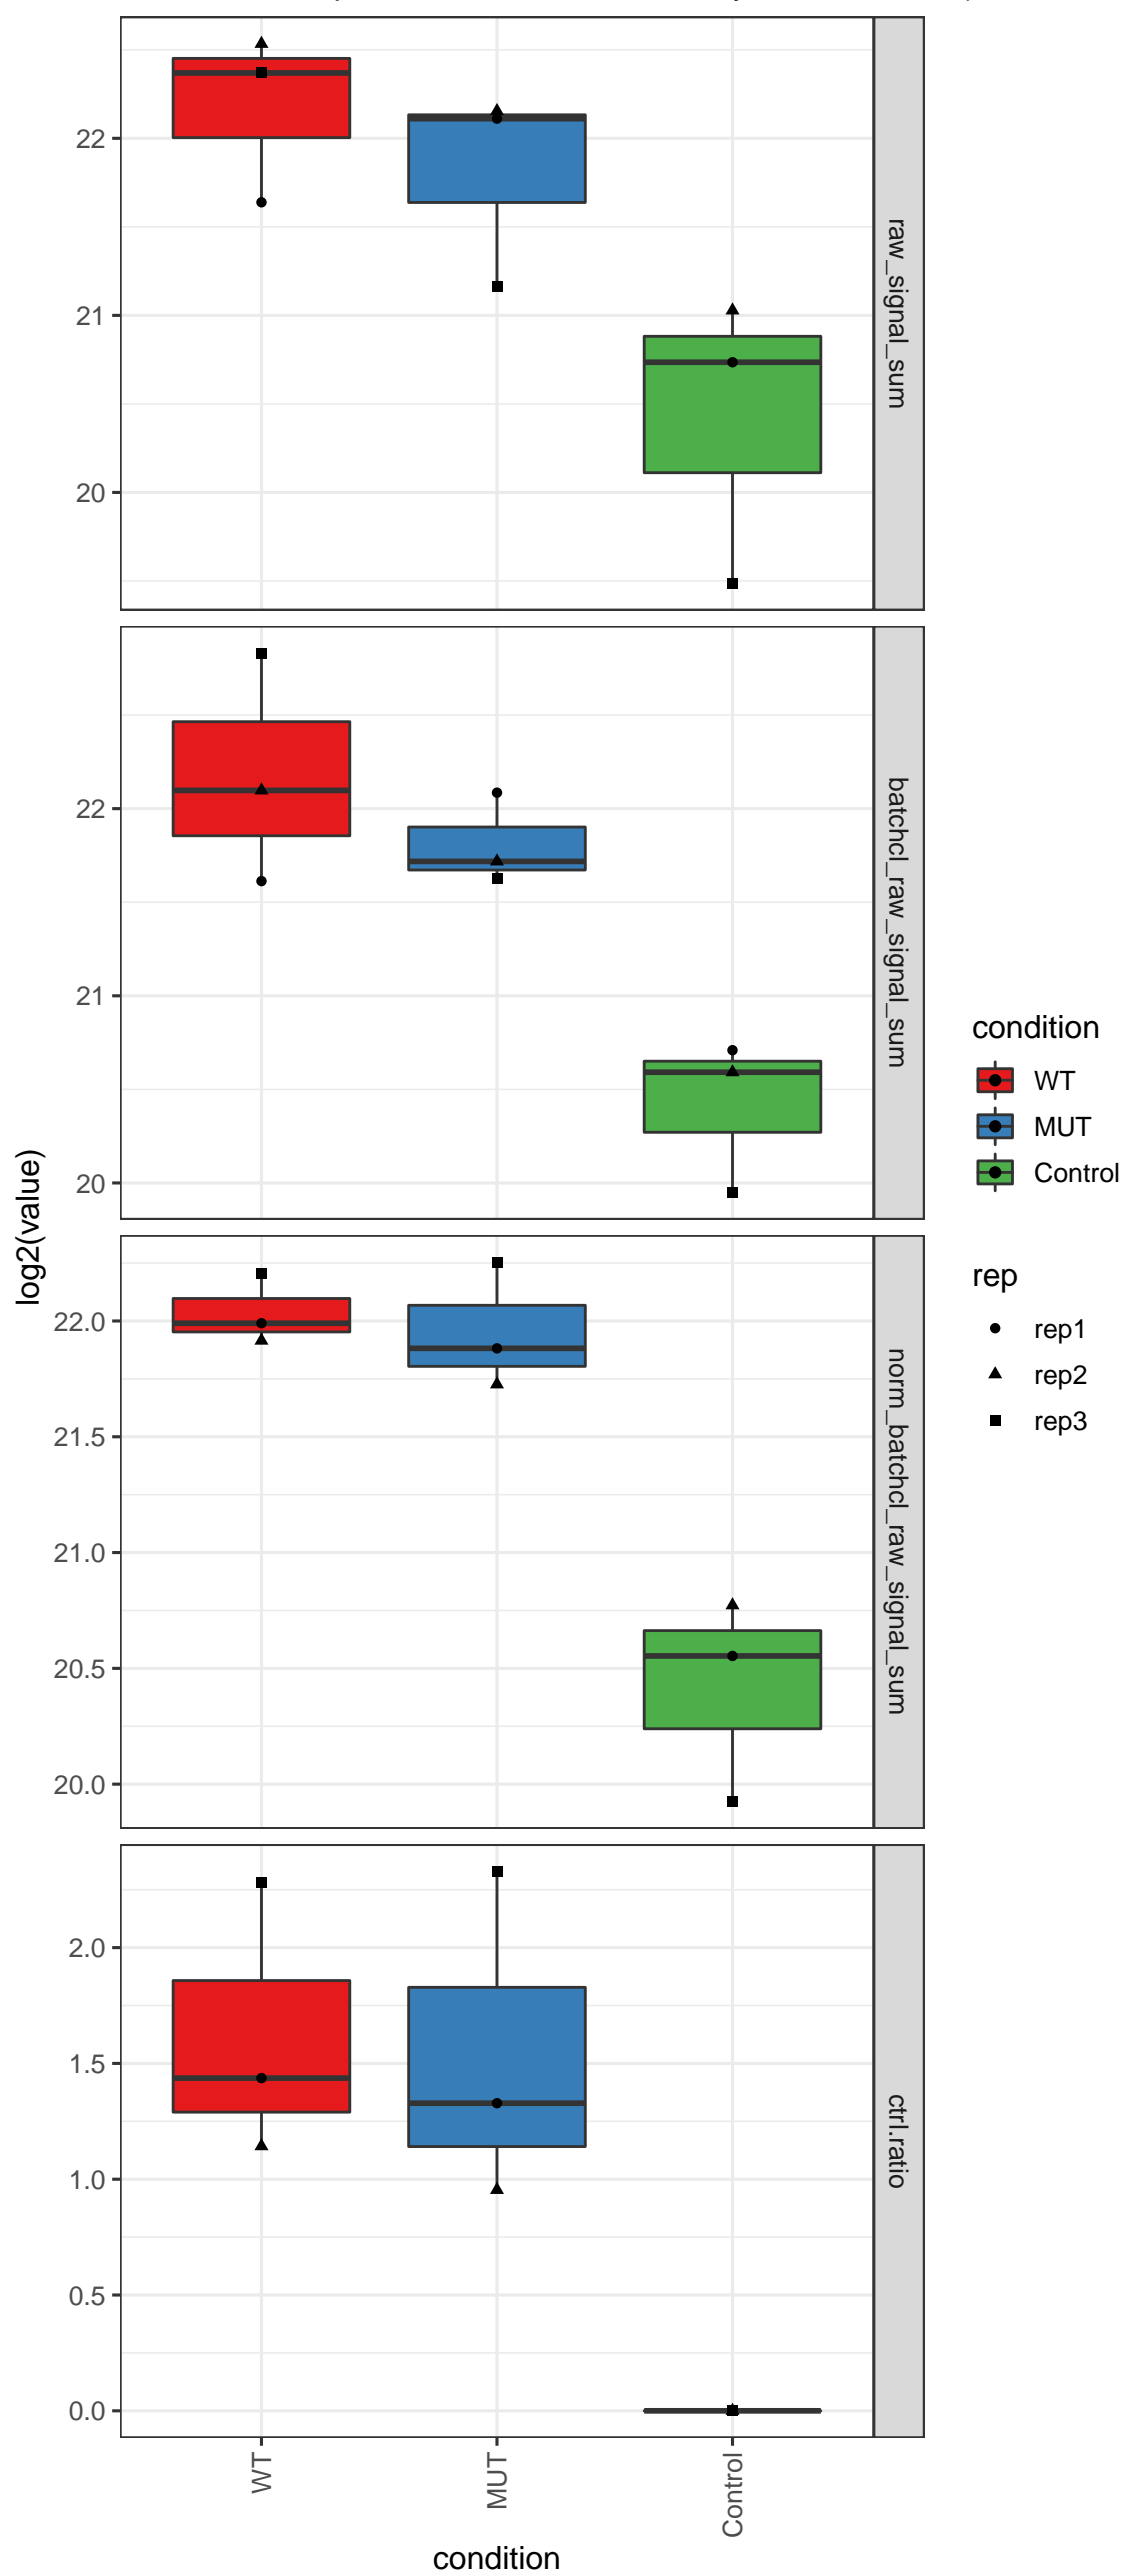 22
21
20
raw_signal_sum
22
21
20
batchcl_raw_signal_sum
22.0
21.5
21.0
20.5
20.0
norm_batchcl_raw_signal_sum
2.0
1.5
1.0
0.5
0.0
ctrl.ratio
WT
MUT
Control
condition
log2(value)
condition
WT
MUT
Control
rep
rep1
rep2
rep3